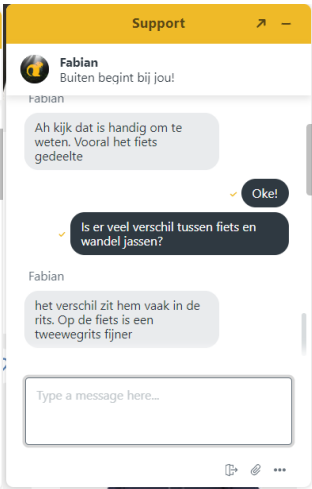 Support
Fabian
Buiten begint bij jou!
Fabian
Ah kijk dat is handig om te
weten. Vooral het fiets
gedeelte
Oke!
Is er veel verschil tussen fiets en
wandel jassen?
Fabian
het verschil zit hem vaak in de
rits. Op de fiets is een
tweewegrits fijner
Type a message here...